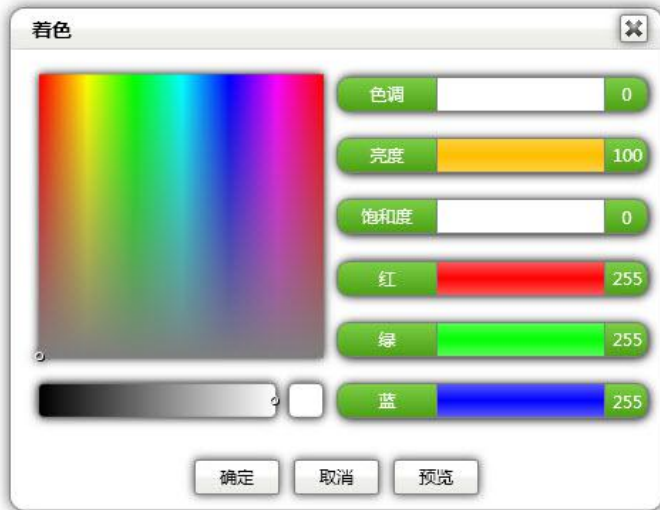 着色
色调 0
亮度 100
饱和度 0
红 255
绿 255
蓝 255
确定 取消 预览